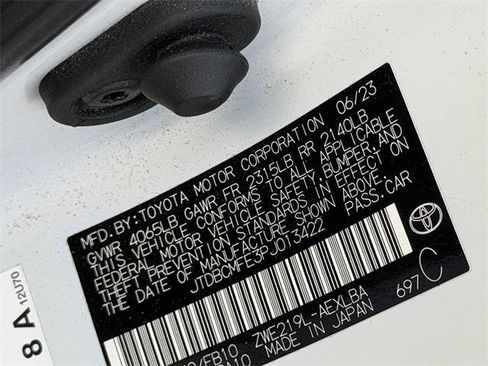 MFD. BY: TOYOTA MOTOR CORPORATION 06/23
GVWR 4065LB GAWR FR 2315LB RR 2140LB
THIS VEHICLE CONFORMS TO ALL APPLICABLE
FEDERAL MOTOR VEHICLE SAFETY, BUMPER, AND
THEFT PREVENTION STANDARDS IN EFFECT ON
THE DATE OF MANUFACTURE SHOWN ABOVE.
JTDBCMFE3PJ013422 PASS.CAR
697 C
ZWE219L-AEXLBA
MADE IN JAPAN
8 A 12U70